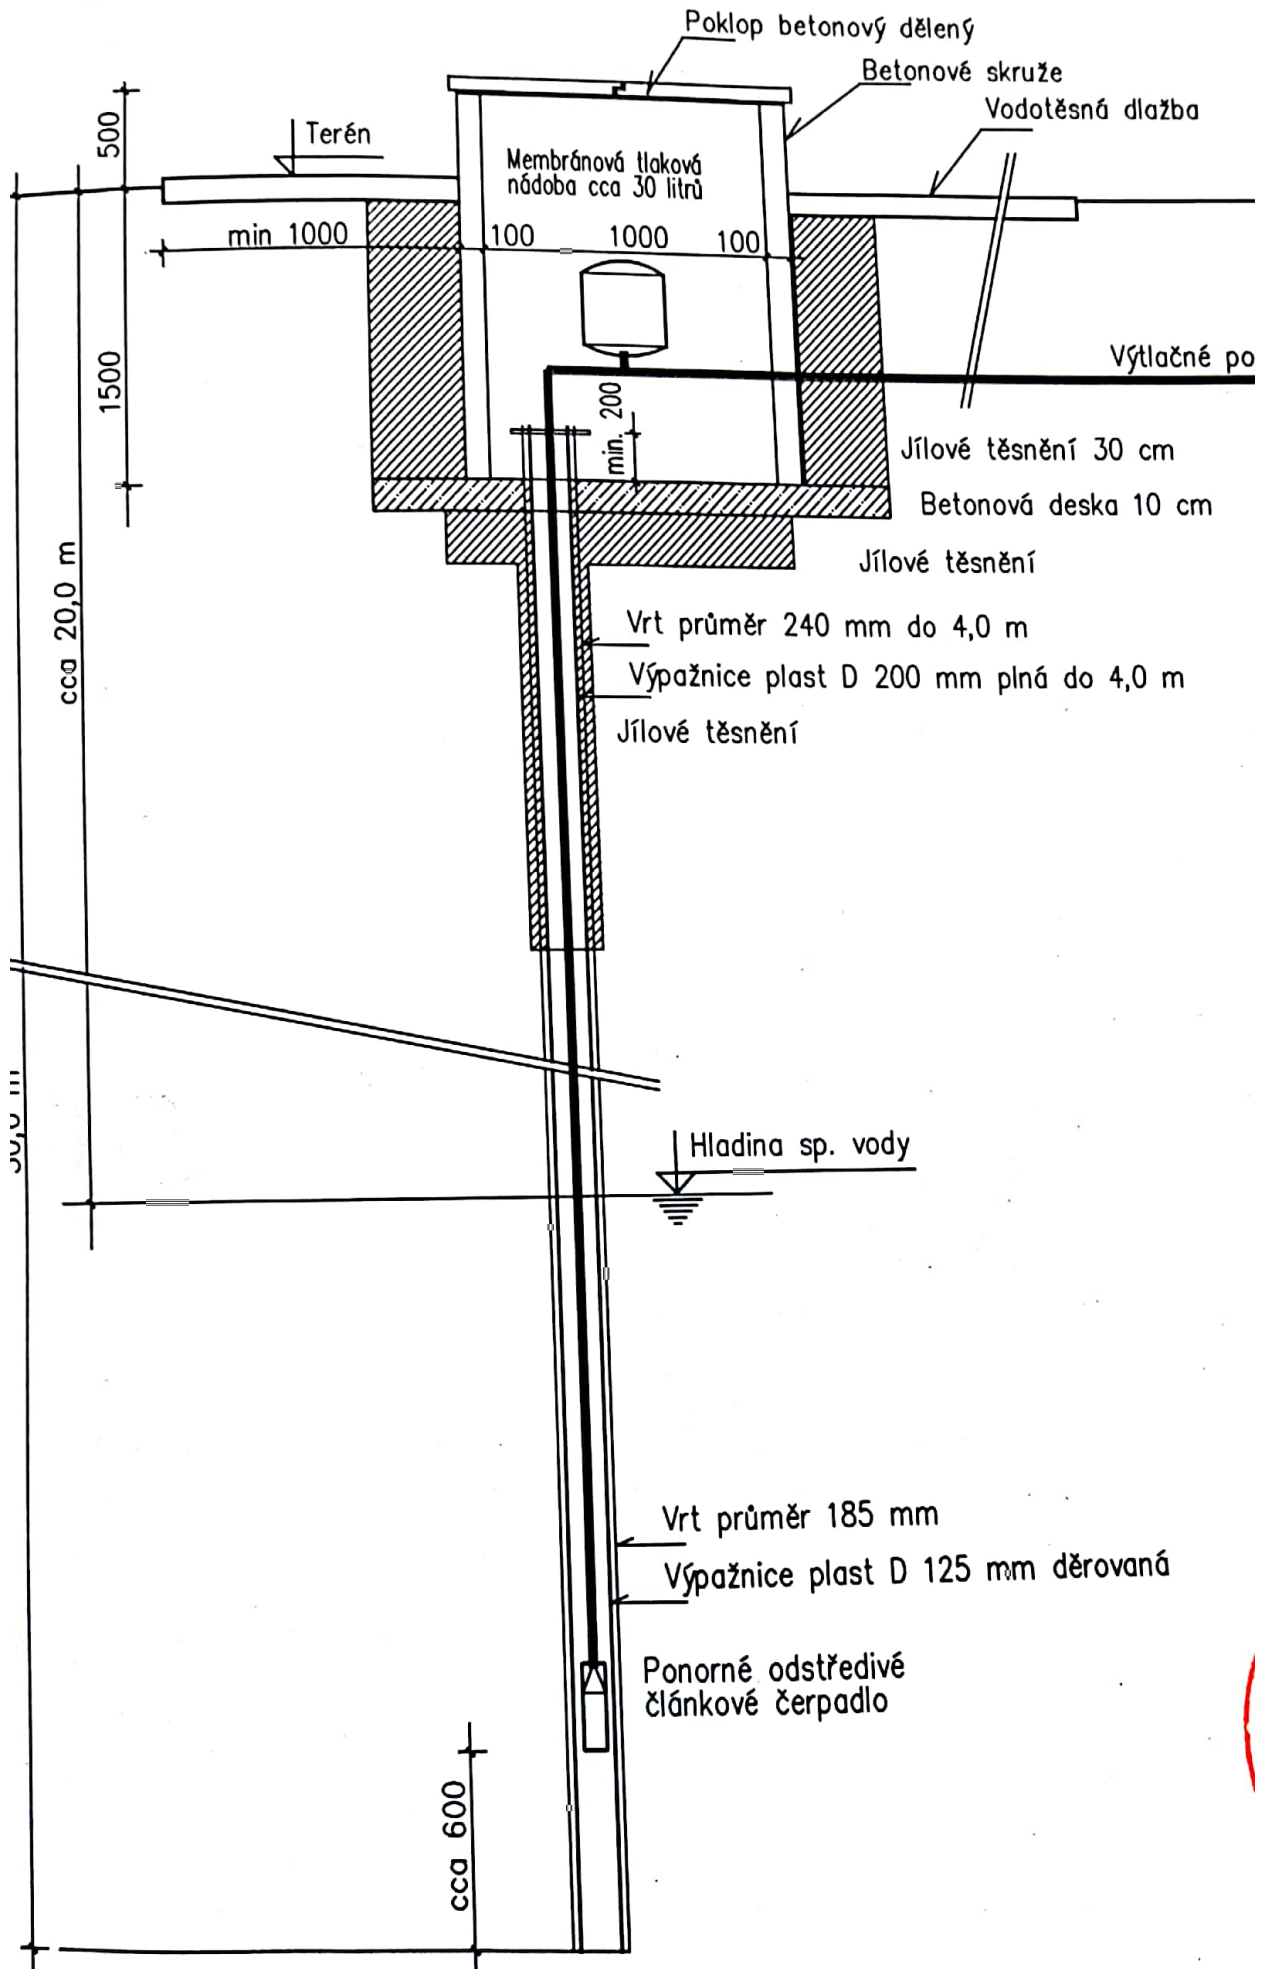 Poklop betonový dělený
Betonové skruže
Vodotěsná dlažba
500
Terén
Membránová tlaková
nádoba cca 30 litrů
min 1000
100
1000
100
1500
Výtlačné po
min. 200
Jílové těsnění 30 cm
Betonová deska 10 cm
Jílové těsnění
cca 20,0 m
Vrt průměr 240 mm do 4,0 m
Výpažnice plast D 200 mm plná do 4,0 m
Jílové těsnění
Hladina sp. vody
Vrt průměr 185 mm
Výpažnice plast D 125 mm děrovaná
Ponorné odstředivé
článkové čerpadlo
cca 600